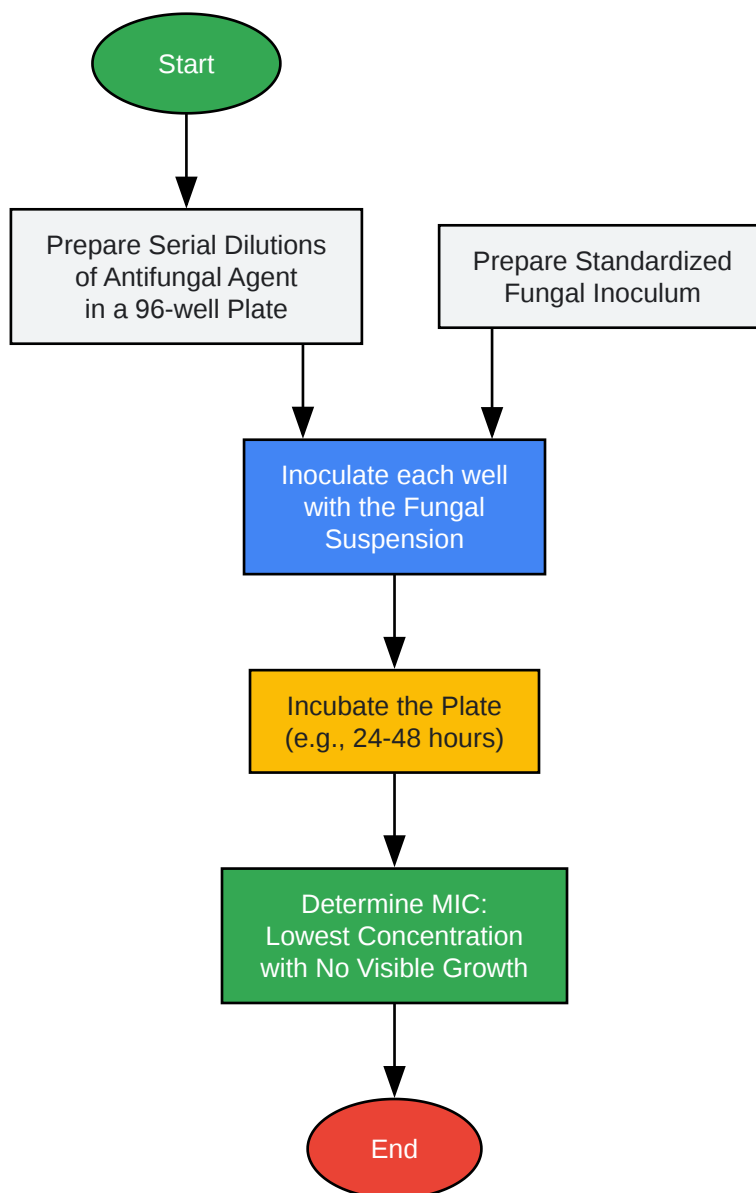 Start
Prepare Serial Dilutions
of Antifungal Agent
in a 96-well Plate
Prepare Standardized
Fungal Inoculum
Inoculate each well
with the Fungal
Suspension
Incubate the Plate
(e.g., 24-48 hours)
Determine MIC:
Lowest Concentration
with No Visible Growth
End